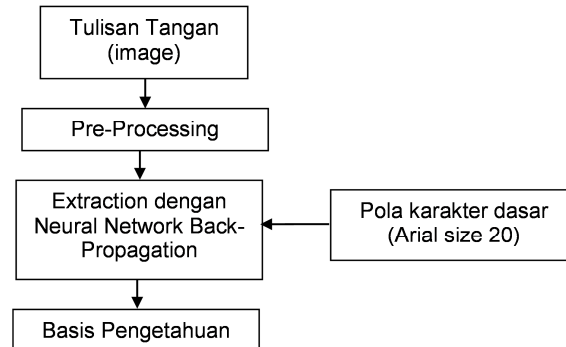 Tulisan Tangan
(image)
Pre-Processing
Extraction dengan
Neural Network Back-
Propagation
Pola karakter dasar
(Arial size 20)
Basis Pengetahuan